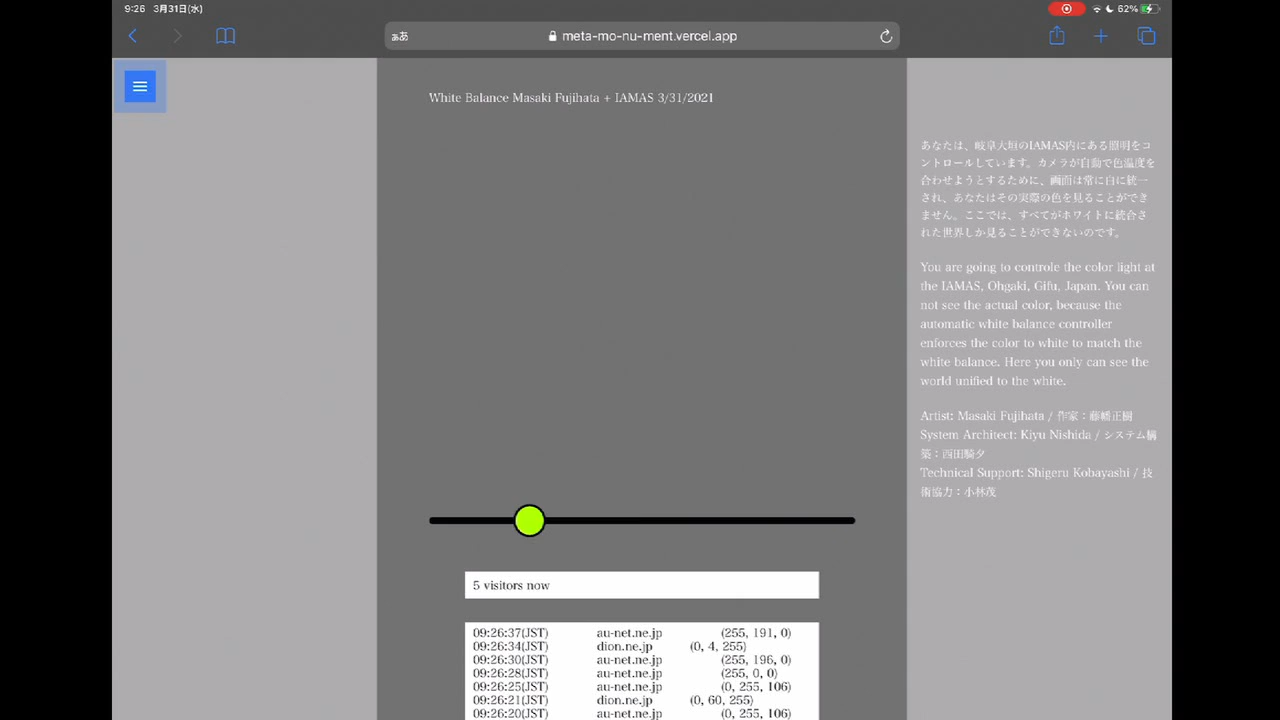 9:26 3月31日(水)
62%
ぁあ
meta-mo-nu-ment.vercel.app
White Balance Masaki Fujihata + IAMAS 3/31/2021
あなたは、岐阜大垣のIAMAS内にある照明をコ
ントロールしています。カメラが自動で色温度を
合わせようとするために、画面は常に白に統一
され、あなたはその実際の色を見ることができ
ません。ここでは、すべてがホワイトに統合さ
れた世界しか見ることができないのです。
You are going to controle the color light at
the IAMAS, Ohgaki, Gifu, Japan. You can
not see the actual color, because the
automatic white balance controller
enforces the color to white to match the
white balance. Here you only can see the
world unified to the white.
Artist: Masaki Fujihata / 作家：藤幡正樹
System Architect: Kiyu Nishida / システム構
築：西田騎夕
Technical Support: Shigeru Kobayashi / 技
術協力：小林茂
5 visitors now
09:26:37(JST) au-net.ne.jp (255, 191, 0)
09:26:34(JST) dion.ne.jp (0, 4, 255)
09:26:30(JST) au-net.ne.jp (255, 196, 0)
09:26:28(JST) au-net.ne.jp (255, 0, 0)
09:26:25(JST) au-net.ne.jp (0, 255, 106)
09:26:21(JST) dion.ne.jp (0, 60, 255)
09:26:20(JST) au-net.ne.jp (0, 255, 106)